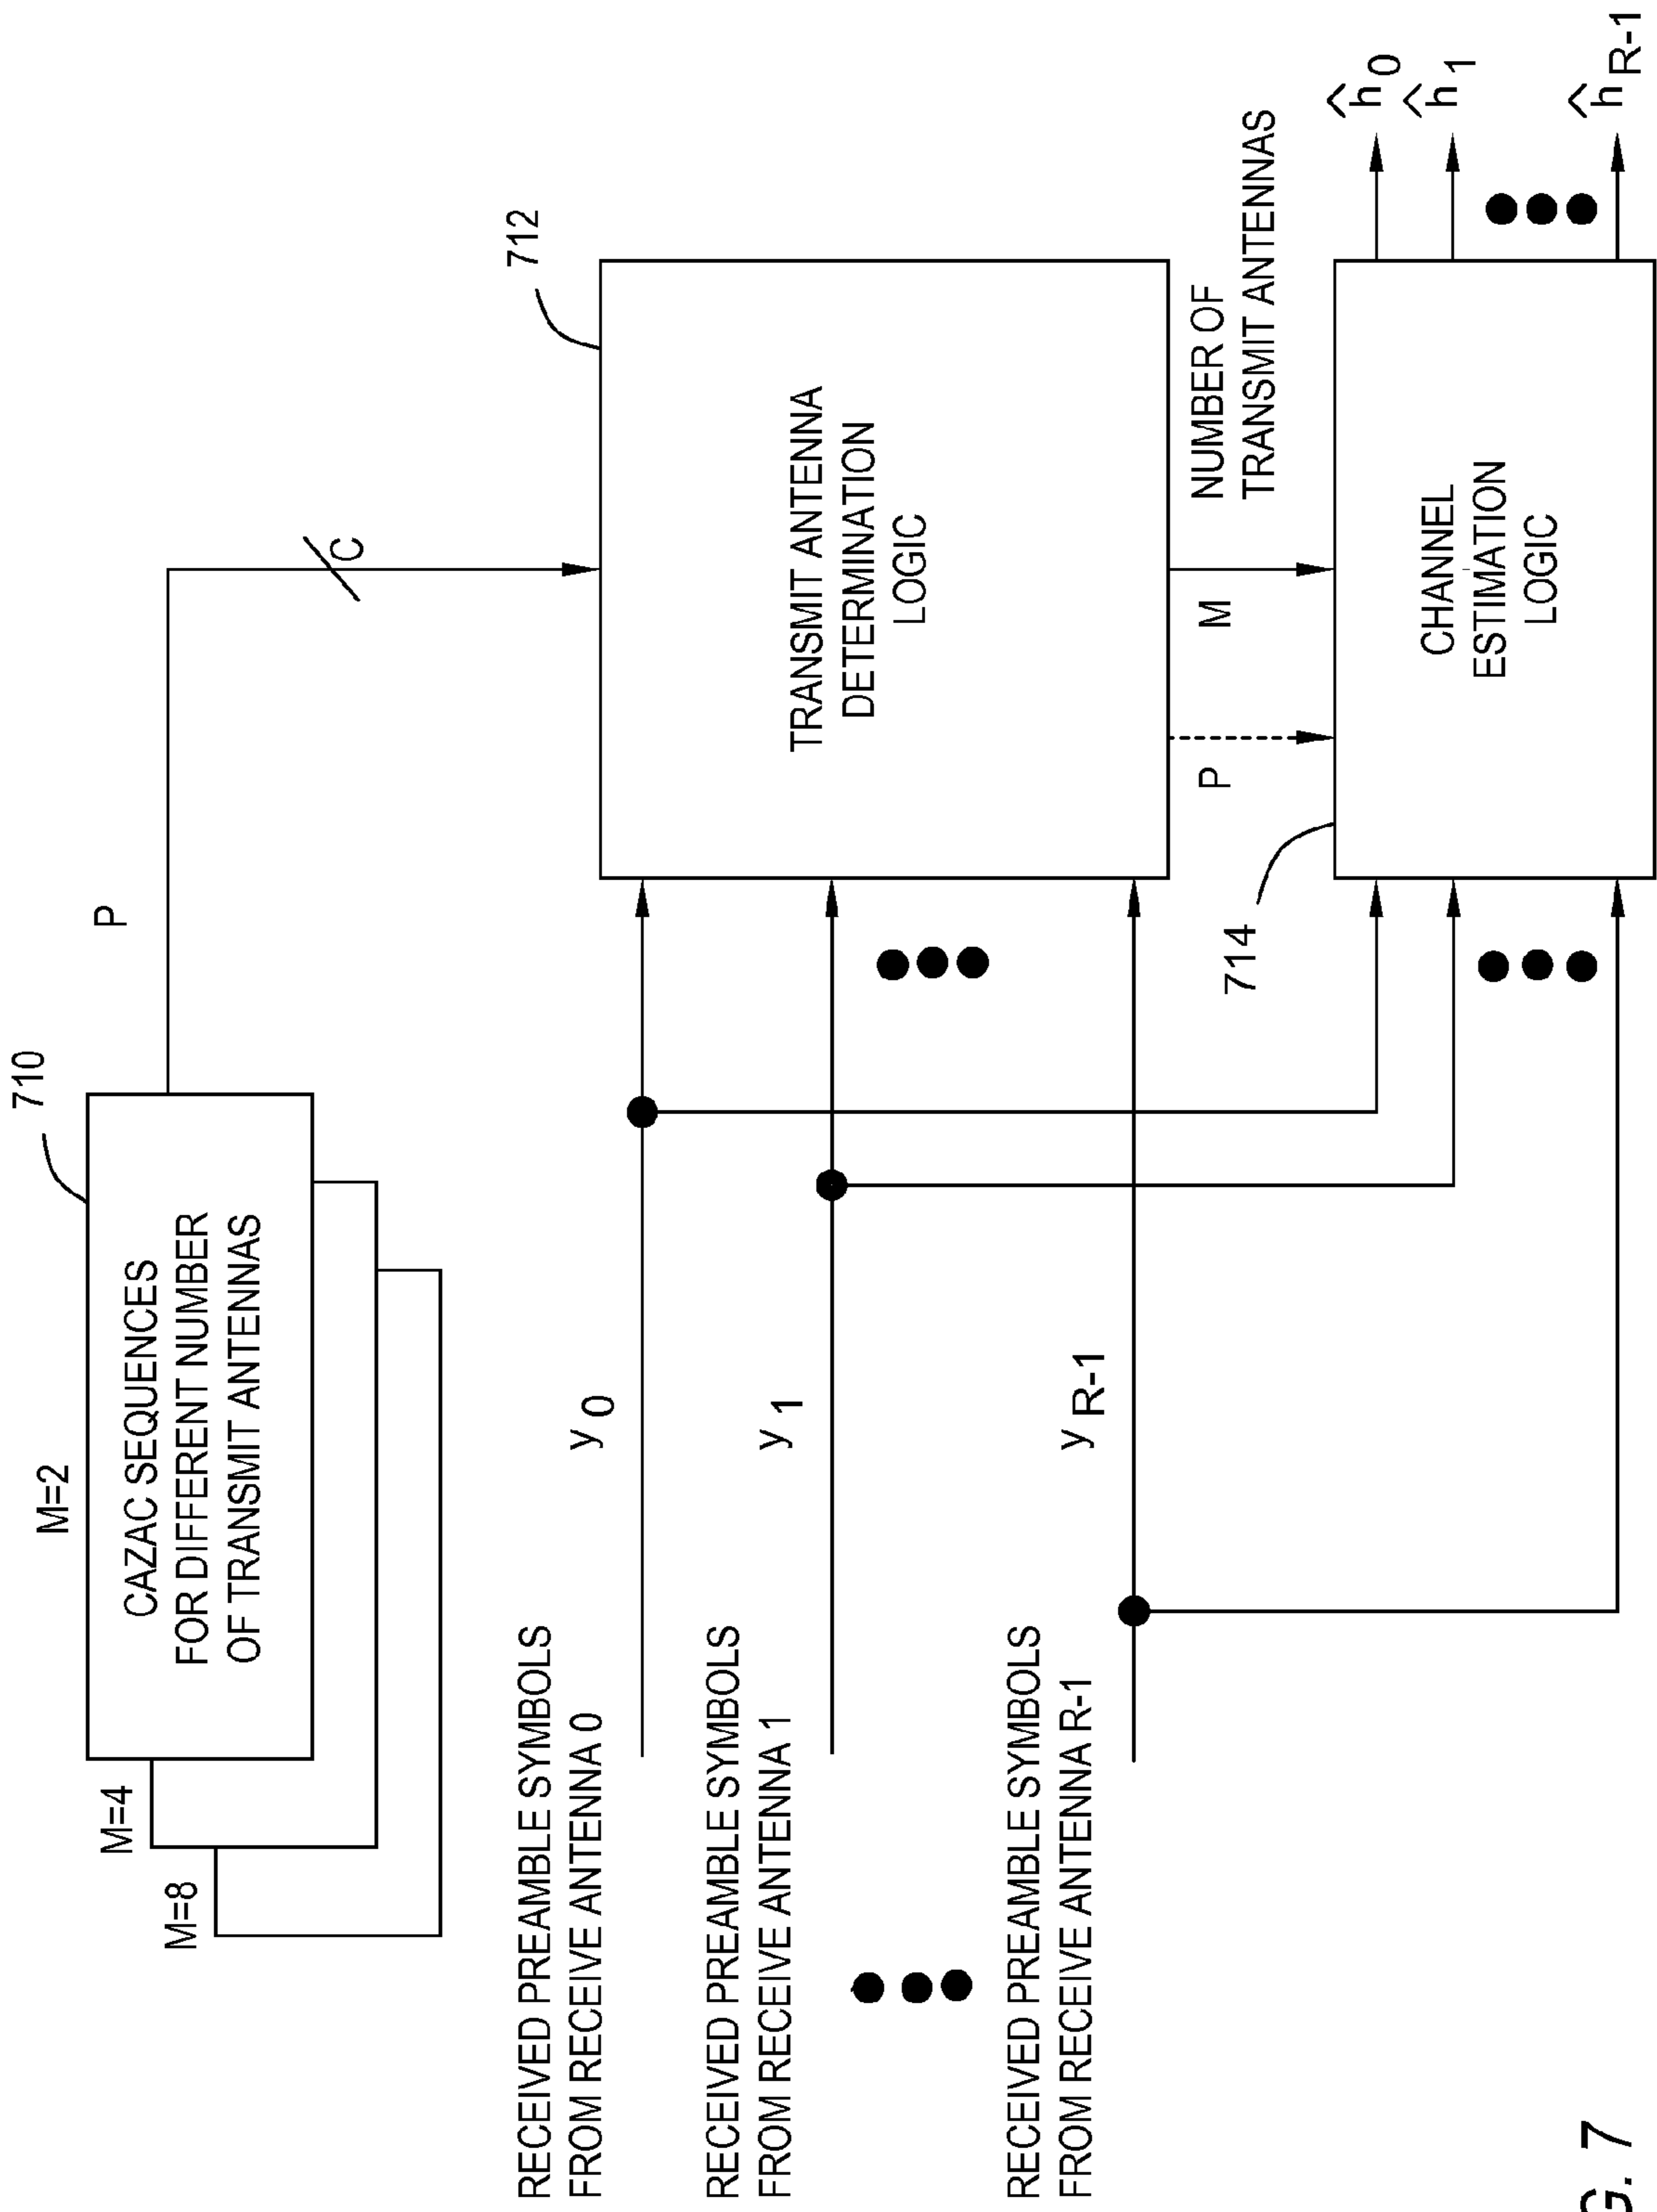 710
M=2
M=4
M=8
CAZAC SEQUENCES
FOR DIFFERENT NUMBER
OF TRANSMIT ANTENNAS
P
C
712
RECEIVED PREAMBLE SYMBOLS
FROM RECEIVE ANTENNA 0
y0
RECEIVED PREAMBLE SYMBOLS
FROM RECEIVE ANTENNA 1
y1
RECEIVED PREAMBLE SYMBOLS
FROM RECEIVE ANTENNA R-1
yR-1
TRANSMIT ANTENNA
DETERMINATION
LOGIC
P
M
NUMBER OF
TRANSMIT ANTENNAS
714
CHANNEL
ESTIMATION
LOGIC
ĥ0
ĥ1
ĥR-1
G. 7